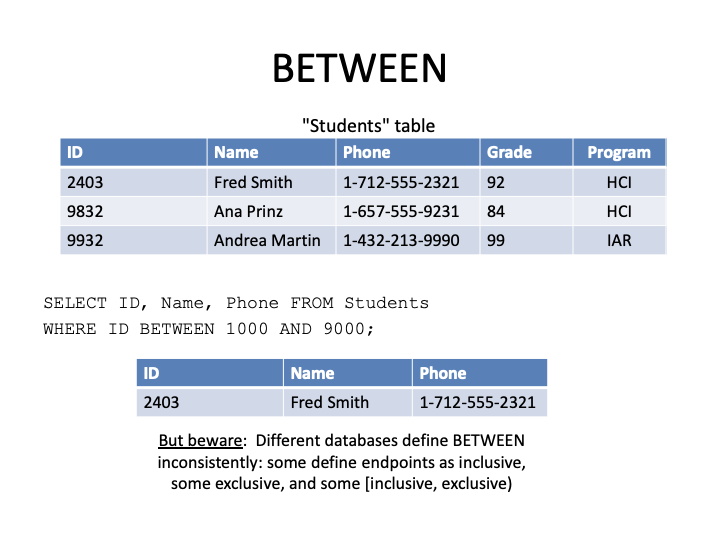 BETWEEN
"Students" table
ID Name Phone Grade Program
2403 Fred Smith 1-712-555-2321 92 HCI
9832 Ana Prinz 1-657-555-9231 84 HCI
9932 Andrea Martin 1-432-213-9990 99 IAR
SELECT ID, Name, Phone FROM Students
WHERE ID BETWEEN 1000 AND 9000;
ID Name Phone
2403 Fred Smith 1-712-555-2321
But beware: Different databases define BETWEEN
inconsistently: some define endpoints as inclusive,
some exclusive, and some [inclusive, exclusive)